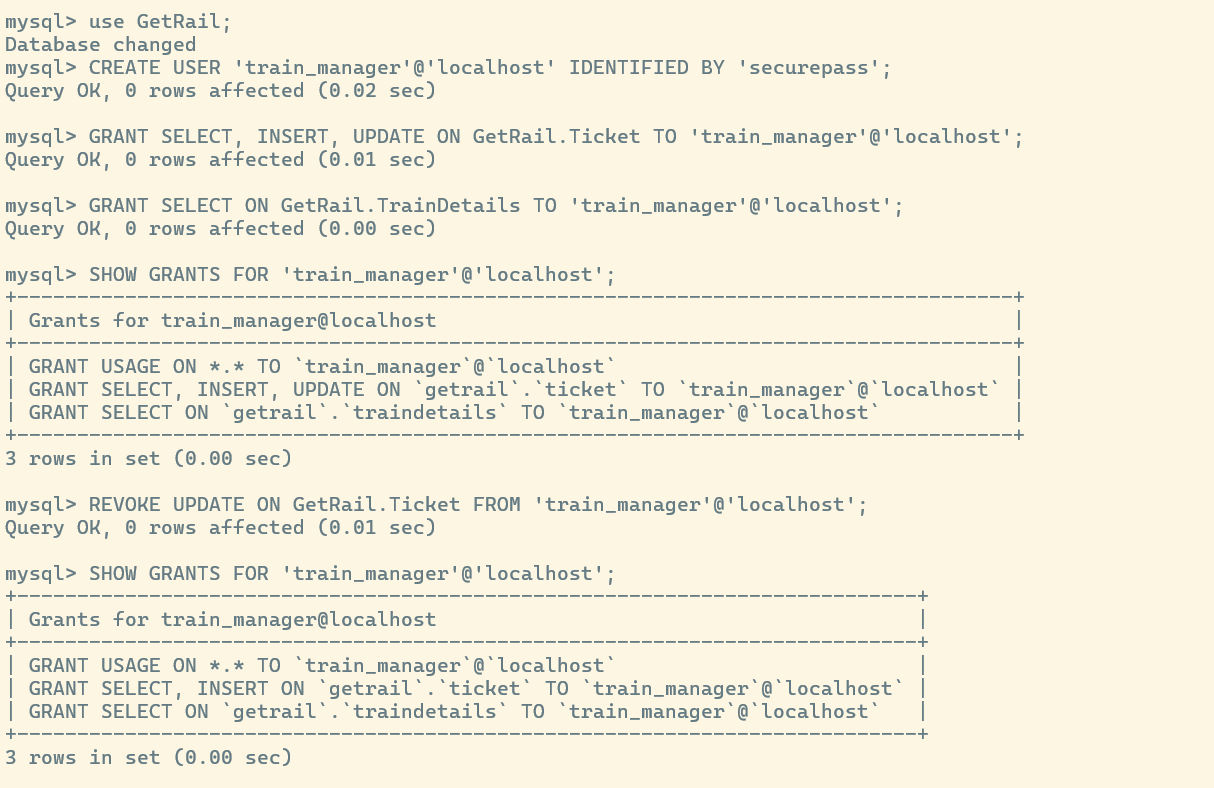 mysql> use GetRail;
Database changed
mysql> CREATE USER 'train_manager'@'localhost' IDENTIFIED BY 'securepass';
Query OK, 0 rows affected (0.02 sec)

mysql> GRANT SELECT, INSERT, UPDATE ON GetRail.Ticket TO 'train_manager'@'localhost';
Query OK, 0 rows affected (0.01 sec)

mysql> GRANT SELECT ON GetRail.TrainDetails TO 'train_manager'@'localhost';
Query OK, 0 rows affected (0.00 sec)

mysql> SHOW GRANTS FOR 'train_manager'@'localhost';
+-----------------------------------------------------------------------------------+
| Grants for train_manager@localhost                                                |
+-----------------------------------------------------------------------------------+
| GRANT USAGE ON *.* TO `train_manager`@`localhost`                                 |
| GRANT SELECT, INSERT, UPDATE ON `getrail`.`ticket` TO `train_manager`@`localhost` |
| GRANT SELECT ON `getrail`.`traindetails` TO `train_manager`@`localhost`           |
+-----------------------------------------------------------------------------------+
3 rows in set (0.00 sec)

mysql> REVOKE UPDATE ON GetRail.Ticket FROM 'train_manager'@'localhost';
Query OK, 0 rows affected (0.01 sec)

mysql> SHOW GRANTS FOR 'train_manager'@'localhost';
+---------------------------------------------------------------------------+
| Grants for train_manager@localhost                                        |
+---------------------------------------------------------------------------+
| GRANT USAGE ON *.* TO `train_manager`@`localhost`                         |
| GRANT SELECT, INSERT ON `getrail`.`ticket` TO `train_manager`@`localhost` |
| GRANT SELECT ON `getrail`.`traindetails` TO `train_manager`@`localhost`   |
+---------------------------------------------------------------------------+
3 rows in set (0.00 sec)